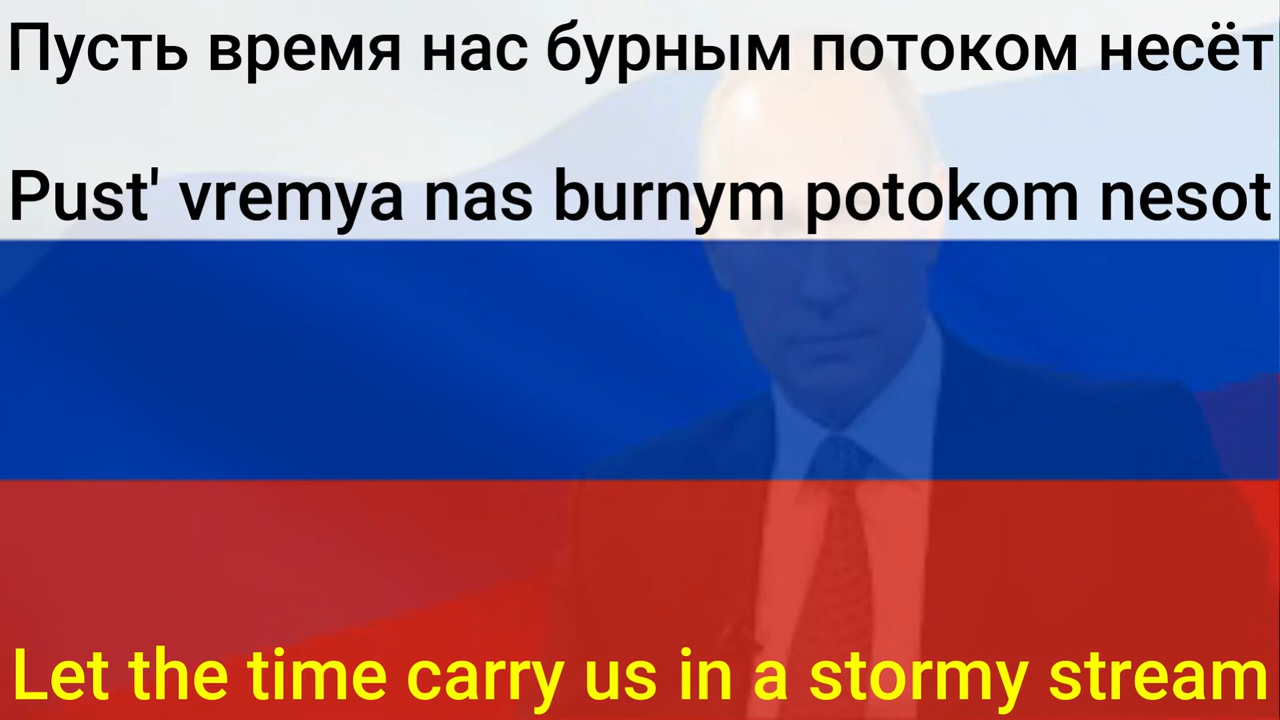 Пусть время нас бурным потоком несёт
Pust' vremya nas burnym potokom nesot
Let the time carry us in a stormy stream